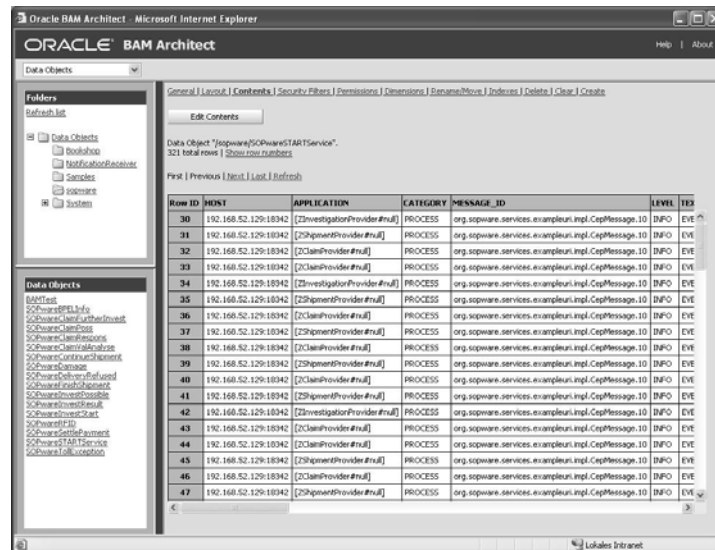 Oracle BAM Architect - Microsoft Internet Explorer
ORACLE BAM Architect
Help | About
Data Objects
Folders
Refresh list
Data Objects
Bookshop
NotificationReceiver
Samples
sopware
System
Data Objects
BAMTest
SOPwareBPELInfo
SOPwareClaimFurtherInvest
SOPwareClaimPoss
SOPwareClaimRespons
SOPwareClaimValAnalyse
SOPwareContinueShipment
SOPwareDamage
SOPwareDeliveryRefused
SOPwareFinishShipment
SOPwareInvestPossible
SOPwareInvestResult
SOPwareInvestStart
SOPwareRFID
SOPwareSettlePayment
SOPwareSTARTService
SOPwareTollException
General | Layout | Contents | Security Filters | Permissions | Dimensions | Rename/Move | Indexes | Delete | Clear | Create
Edit Contents
Data Object "/sopware/SOPwareSTARTService".
321 total rows | Show row numbers
First | Previous | Next | Last | Refresh
Row ID HOST APPLICATION CATEGORY MESSAGE_ID LEVEL TEX
30 192.168.52.129:18342 [ZInvestigationProvider#null] PROCESS org.sopware.services.exampleuri.impl.CepMessage.10 INFO EVE
31 192.168.52.129:18342 [ZShipmentProvider#null] PROCESS org.sopware.services.exampleuri.impl.CepMessage.10 INFO EVE
32 192.168.52.129:18342 [ZClaimProvider#null] PROCESS org.sopware.services.exampleuri.impl.CepMessage.10 INFO EVE
33 192.168.52.129:18342 [ZClaimProvider#null] PROCESS org.sopware.services.exampleuri.impl.CepMessage.10 INFO EVE
34 192.168.52.129:18342 [ZInvestigationProvider#null] PROCESS org.sopware.services.exampleuri.impl.CepMessage.10 INFO EVE
35 192.168.52.129:18342 [ZShipmentProvider#null] PROCESS org.sopware.services.exampleuri.impl.CepMessage.10 INFO EVE
36 192.168.52.129:18342 [ZClaimProvider#null] PROCESS org.sopware.services.exampleuri.impl.CepMessage.10 INFO EVE
37 192.168.52.129:18342 [ZShipmentProvider#null] PROCESS org.sopware.services.exampleuri.impl.CepMessage.10 INFO EVE
38 192.168.52.129:18342 [ZClaimProvider#null] PROCESS org.sopware.services.exampleuri.impl.CepMessage.10 INFO EVE
39 192.168.52.129:18342 [ZShipmentProvider#null] PROCESS org.sopware.services.exampleuri.impl.CepMessage.10 INFO EVE
40 192.168.52.129:18342 [ZClaimProvider#null] PROCESS org.sopware.services.exampleuri.impl.CepMessage.10 INFO EVE
41 192.168.52.129:18342 [ZShipmentProvider#null] PROCESS org.sopware.services.exampleuri.impl.CepMessage.10 INFO EVE
42 192.168.52.129:18342 [ZInvestigationProvider#null] PROCESS org.sopware.services.exampleuri.impl.CepMessage.10 INFO EVE
43 192.168.52.129:18342 [ZClaimProvider#null] PROCESS org.sopware.services.exampleuri.impl.CepMessage.10 INFO EVE
44 192.168.52.129:18342 [ZClaimProvider#null] PROCESS org.sopware.services.exampleuri.impl.CepMessage.10 INFO EVE
45 192.168.52.129:18342 [ZShipmentProvider#null] PROCESS org.sopware.services.exampleuri.impl.CepMessage.10 INFO EVE
46 192.168.52.129:18342 [ZClaimProvider#null] PROCESS org.sopware.services.exampleuri.impl.CepMessage.10 INFO EVE
47 192.168.52.129:18342 [ZShipmentProvider#null] PROCESS org.sopware.services.exampleuri.impl.CepMessage.10 INFO EVE
Lokales Intranet